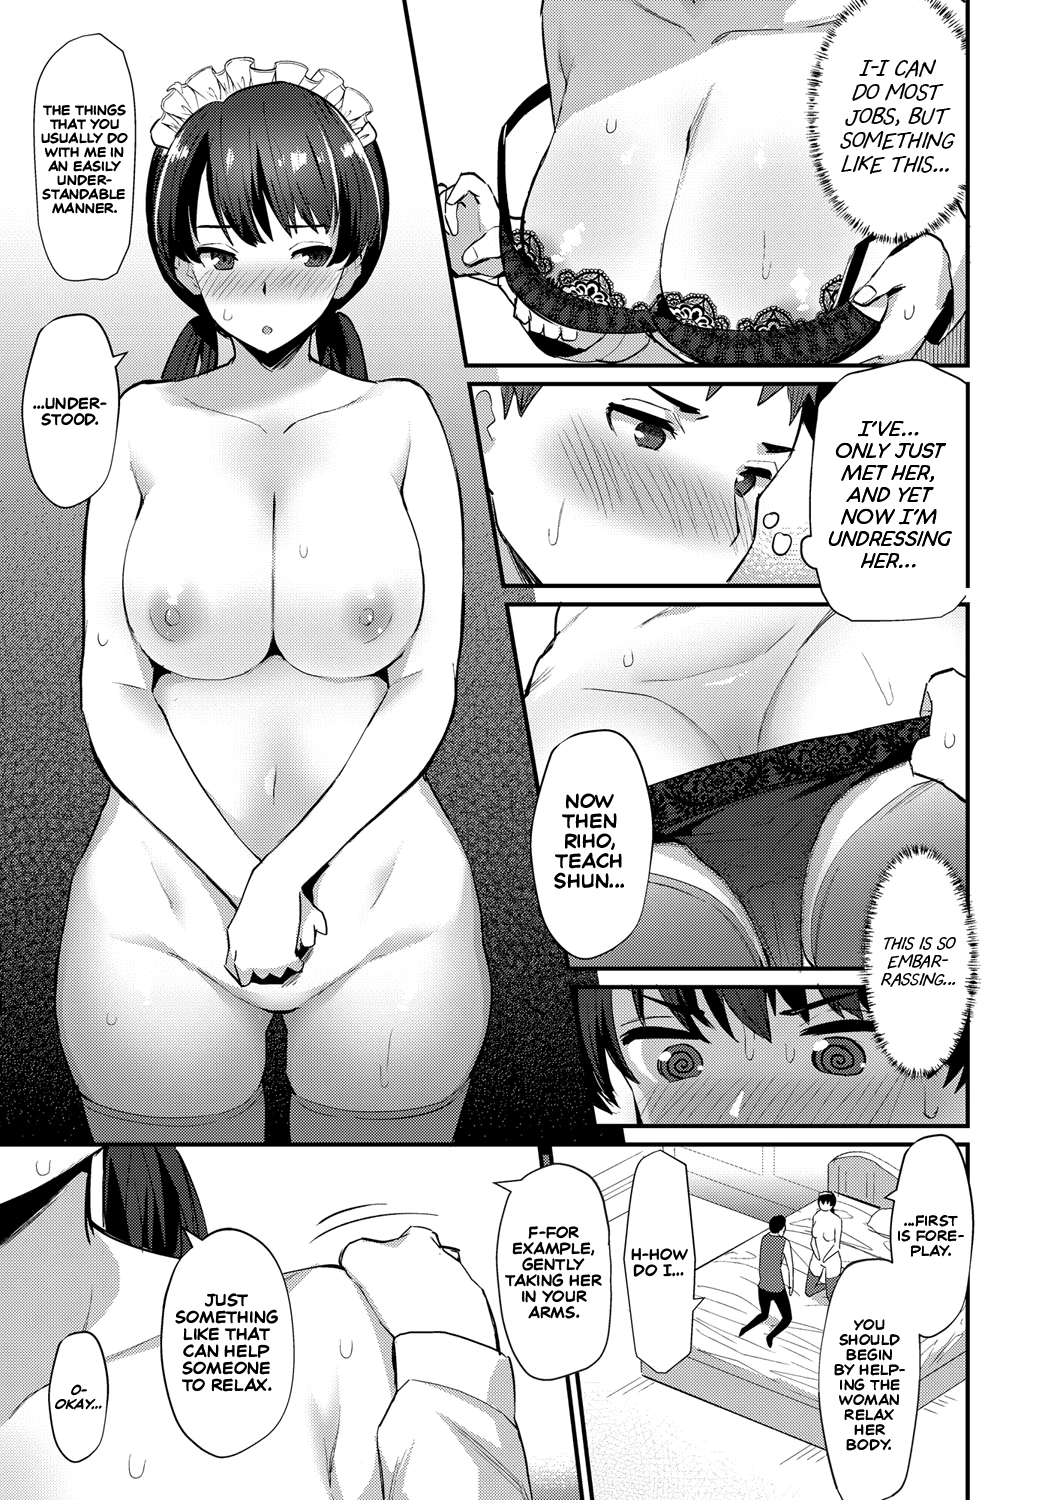 I-I CAN
DO MOST
JOBS, BUT
SOMETHING
LIKE THIS...
I'VE...
ONLY JUST
MET HER,
AND YET
NOW I'M
UNDRESSING
HER...
NOW
THEN
RIHO,
TEACH
SHUN...
THIS IS SO
EMBAR-
RASSING...
THE THINGS
THAT YOU
USUALLY DO
WITH ME IN
AN EASILY
UNDER-
STANDABLE
MANNER.
...UNDER-
STOOD.
...FIRST
IS FORE-
PLAY.
YOU
SHOULD
BEGIN
BY HELP-
ING THE
WOMAN
RELAX
HER
BODY.
H-HOW
DO I...
F-FOR
EXAMPLE,
GENTLY
TAKING HER
IN YOUR
ARMS.
JUST
SOMETHING
LIKE THAT
CAN HELP
SOMEONE
TO RELAX.
O-
OKAY...